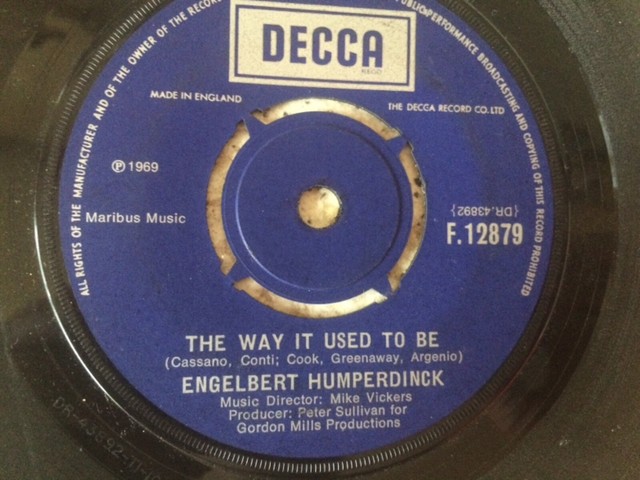 ALL RIGHTS OF THE MANUFACTURER AND OF THE OWNER OF THE RECOR
PUBLIC PERFORMANCE BROADCASTING AND COPYING OF THIS RECORD PROHIBITED
DECCA
MADE IN ENGLAND
THE DECCA RECORD CO. LTD
℗ 1969
Maribus Music
{DR.43892}
F.12879
THE WAY IT USED TO BE
(Cassano, Conti; Cook, Greenaway, Argenio)
ENGELBERT HUMPERDINCK
Music Director: Mike Vickers
Producer: Peter Sullivan for
Gordon Mills Productions